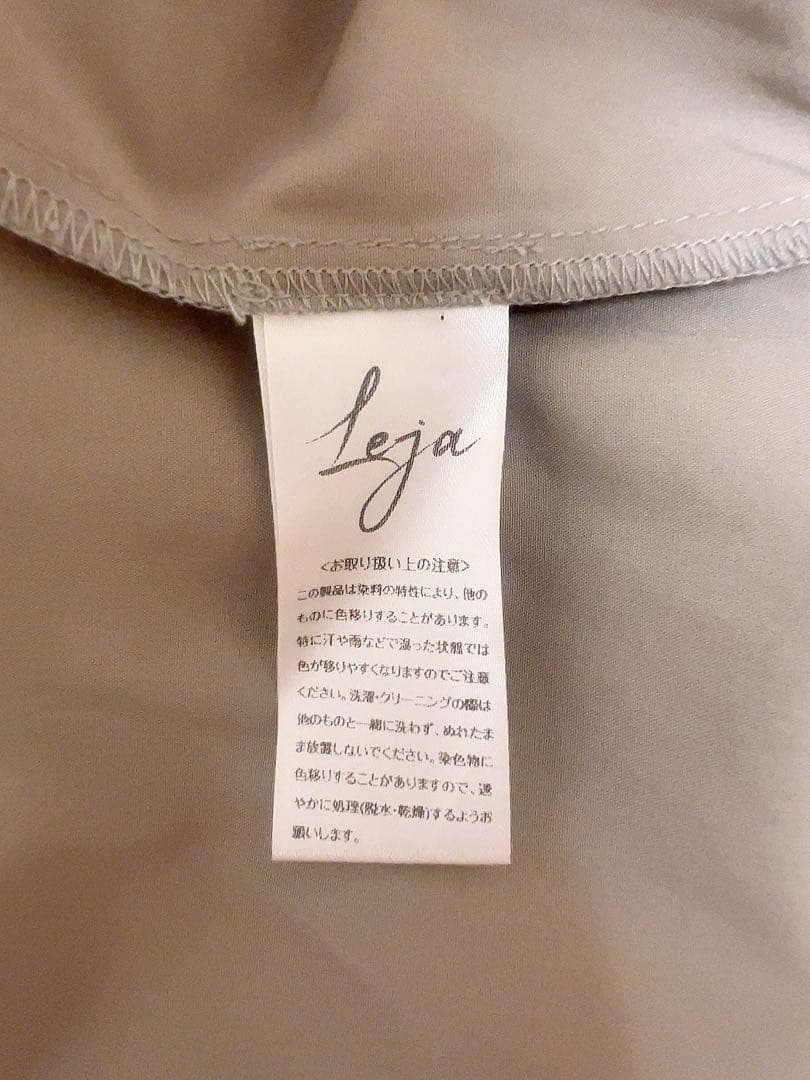 Leja
<お取り扱い上の注意>
この製品は染料の特性により、他の
ものに色移りすることがあります。
特に汗や雨などで湿った状態では
色が移りやすくなりますのでご注意
ください。洗濯・クリーニングの際は
他のものと一緒に洗わず、ぬれたま
ま放置しないでください。染色物に
色移りすることがありますので、速
やかに処理(脱水・乾燥)するようお
願いします。